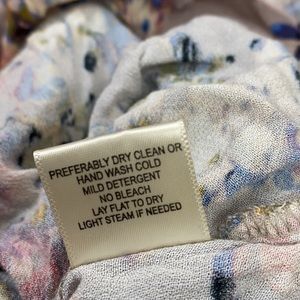 PREFERABLY DRY CLEAN OR
HAND WASH COLD
MILD DETERGENT
NO BLEACH
LAY FLAT TO DRY
LIGHT STEAM IF NEEDED